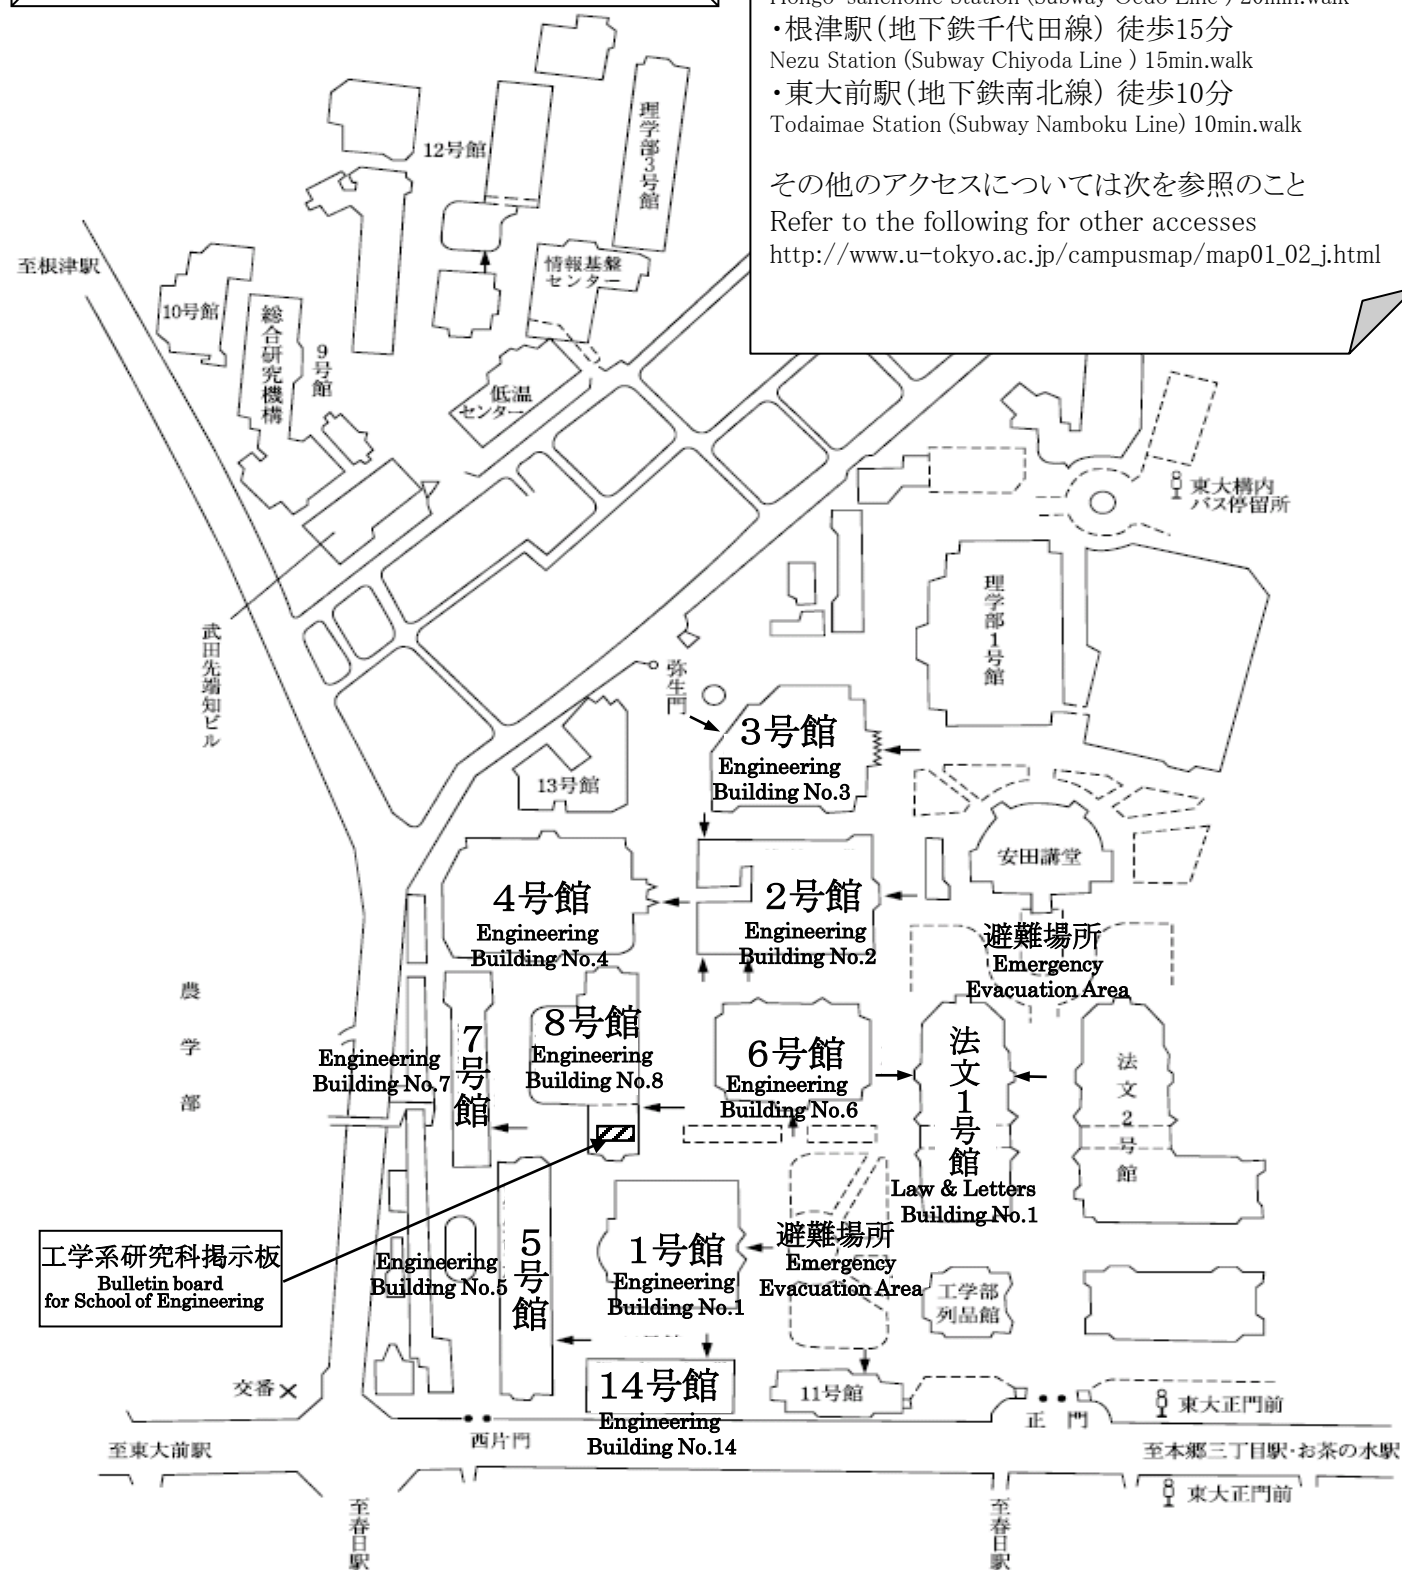 ・根津駅(地下鉄千代田線) 徒歩15分
Nezu Station (Subway Chiyoda Line ) 15min.walk
・東大前駅(地下鉄南北線) 徒歩10分
Todaimae Station (Subway Namboku Line) 10min.walk
その他のアクセスについては次を参照のこと
Refer to the following for other accesses
http://www.u-tokyo.ac.jp/campusmap/map01_02_j.html
理学部3号館
12号館
至根津駅
情報基盤
センター
10号館
総合研究機構
9号館
低温
センター
東大構内
バス停留所
理学部1号館
武田先端知ビル
弥生門
3号館
Engineering
Building No.3
13号館
安田講堂
4号館
Engineering
Building No.4
2号館
Engineering
Building No.2
避難場所
Emergency
Evacuation Area
農学部
7号館
Engineering
Building No.7
8号館
Engineering
Building No.8
6号館
Engineering
Building No.6
法文1号館
Law & Letters
Building No.1
法文2号館
工学系研究科掲示板
Bulletin board
for School of Engineering
5号館
Engineering
Building No.5
1号館
Engineering
Building No.1
避難場所
Emergency
Evacuation Area
工学部
列品館
14号館
Engineering
Building No.14
11号館
交番
西片門
正門
東大正門前
至東大前駅
至本郷三丁目駅・お茶の水駅
東大正門前
至春日駅
至春日駅